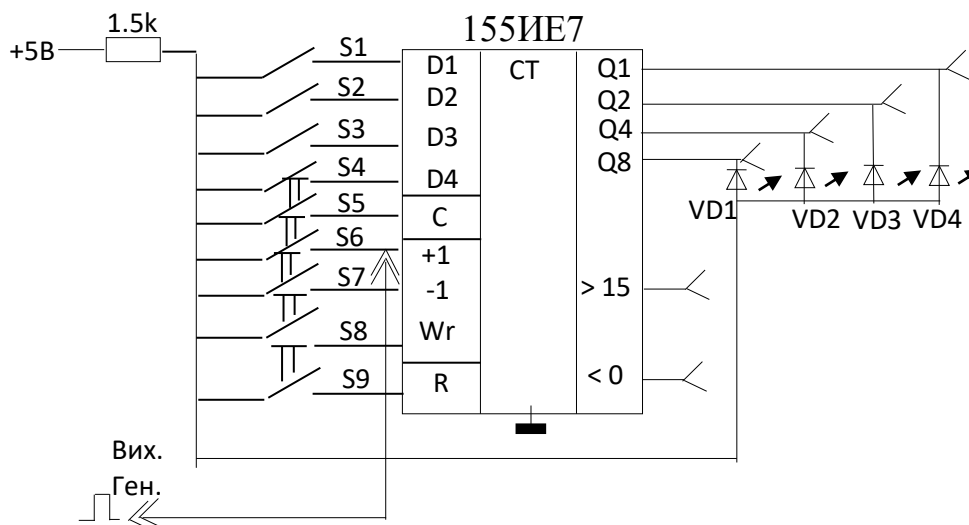 155ИЕ7
1.5k
+5В
S1
S2
S3
S4
S5
S6
S7
S8
S9
D1
D2
D3
D4
C
+1
-1
Wr
R
CT
Q1
Q2
Q4
Q8
> 15
< 0
VD1
VD2
VD3
VD4
Вих.
Ген.